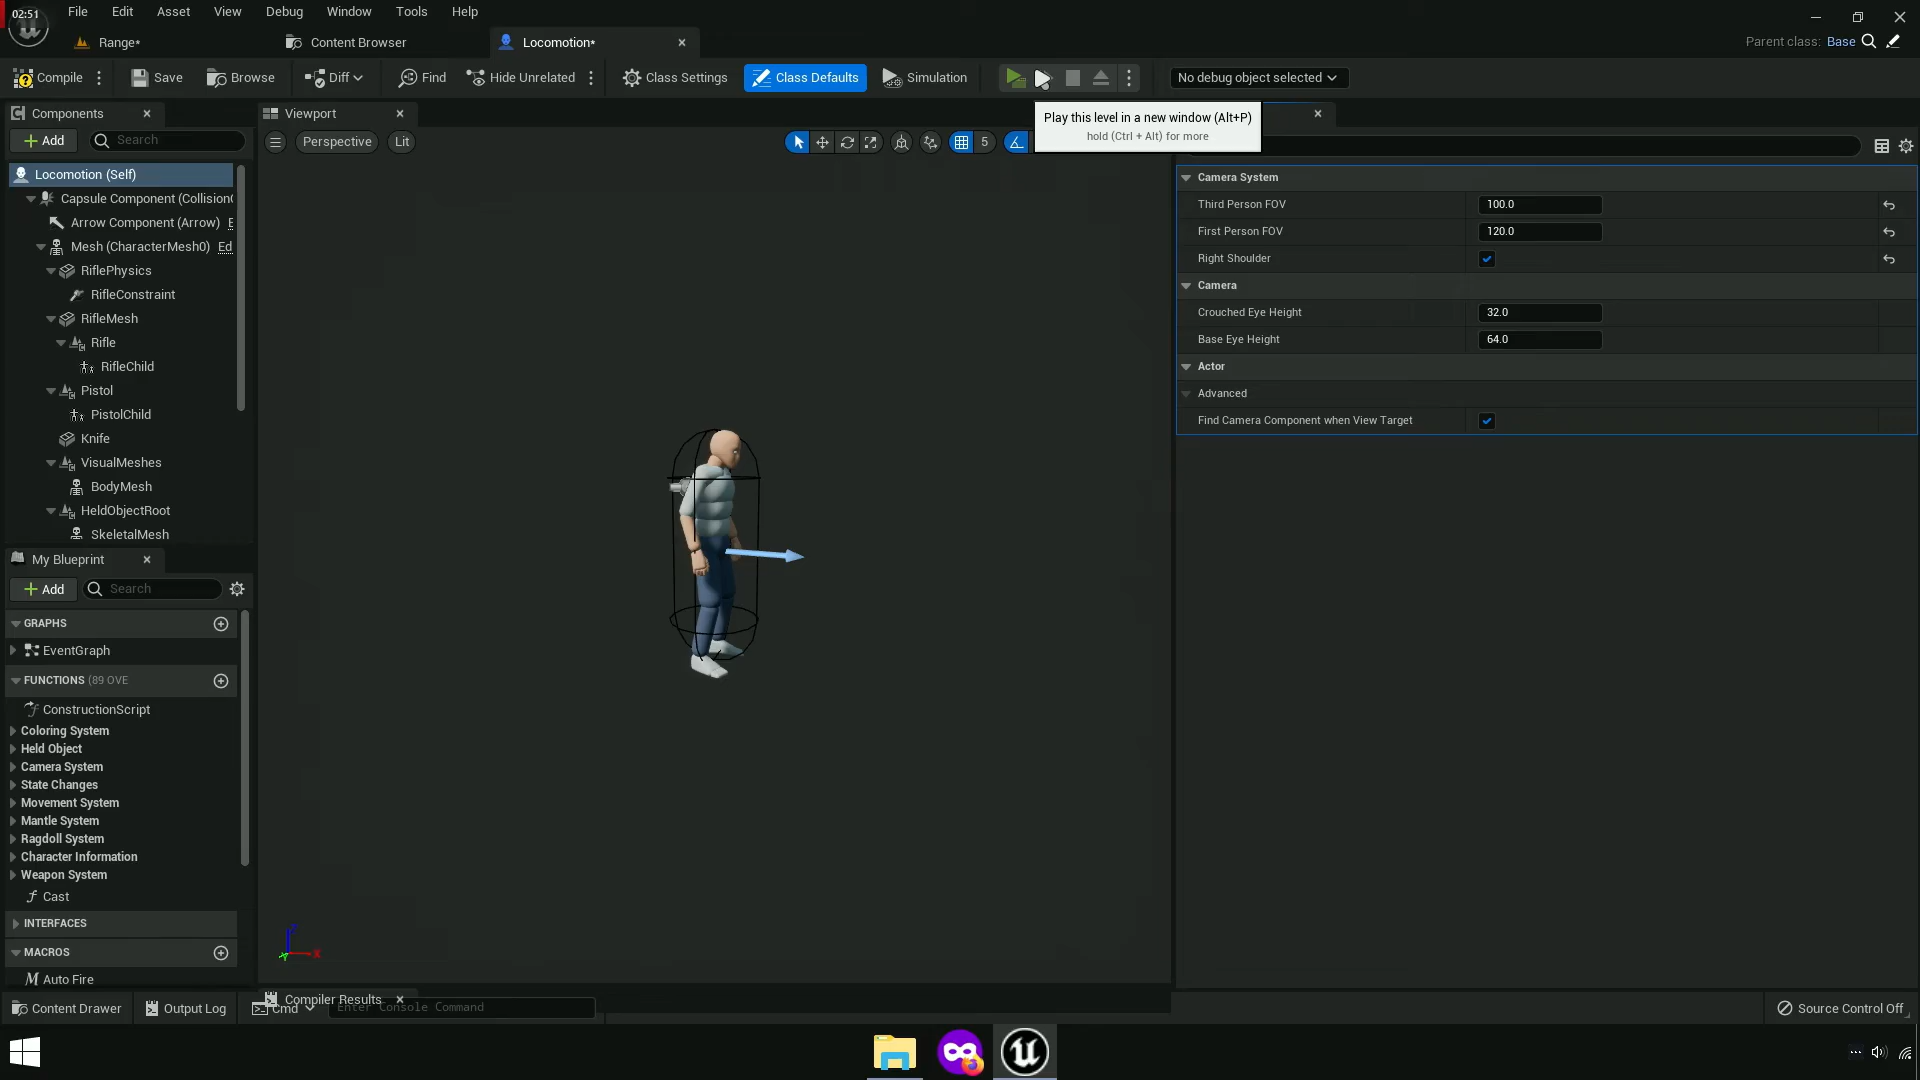 02:51
File Edit Asset View Debug Window Tools Help
Range*
Content Browser
Locomotion*
Parent class: Base
Compile
Save
Browse
Diff
Find
Hide Unrelated
Class Settings
Class Defaults
Simulation
No debug object selected
Play this level in a new window (Alt+P)
hold (Ctrl + Alt) for more
Components
Add
Search
Locomotion (Self)
Capsule Component (Collision
Arrow Component (Arrow) E
Mesh (CharacterMesh0) Ed
RiflePhysics
RifleConstraint
RifleMesh
Rifle
RifleChild
Pistol
PistolChild
Knife
VisualMeshes
BodyMesh
HeldObjectRoot
SkeletalMesh
Viewport
Perspective
Lit
5
Camera System
Third Person FOV 100.0
First Person FOV 120.0
Right Shoulder
Camera
Crouched Eye Height 32.0
Base Eye Height 64.0
Actor
Advanced
Find Camera Component when View Target
My Blueprint
Add
Search
GRAPHS
EventGraph
FUNCTIONS (89 OVE
ConstructionScript
Coloring System
Held Object
Camera System
State Changes
Movement System
Mantle System
Ragdoll System
Character Information
Weapon System
Cast
INTERFACES
MACROS
Auto Fire
X
Compiler Results
Content Drawer
Output Log
Cmd
Enter Console Command
Source Control Off